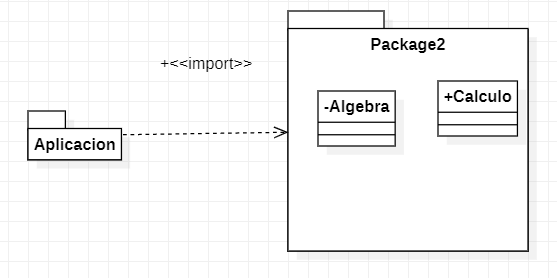 Package2
+<<import>>
-Algebra
+Calculo
Aplicacion